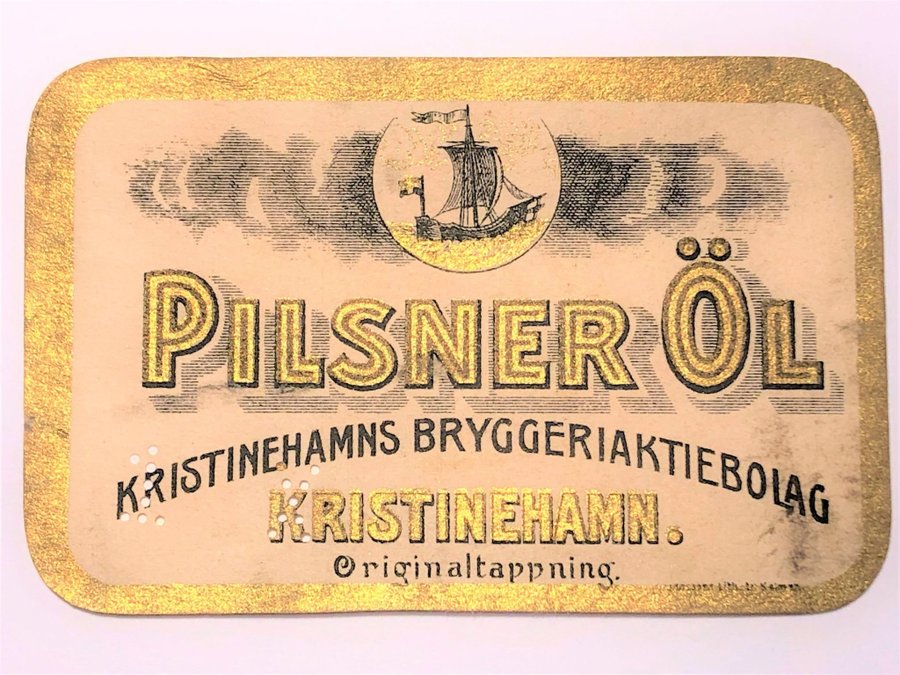 PILSNER ÖL
KRISTINEHAMNS BRYGGERIAKTIEBOLAG
KRISTINEHAMN.
Originaltappning.